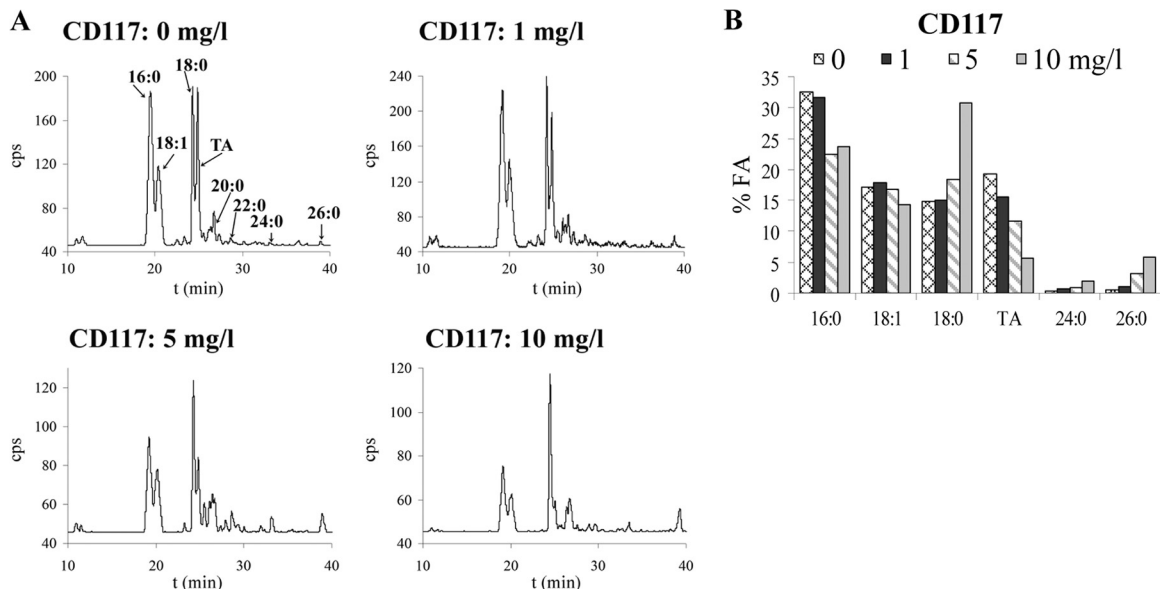 A
CD117: 0 mg/l
200
160
120
80
40
cps
16:0
18:1
18:0
TA
20:0
22:0
24:0
26:0
10 20 30 40
t (min)
CD117: 1 mg/l
240
200
160
120
80
40
cps
10 20 30 40
t (min)
CD117: 5 mg/l
120
100
80
60
40
cps
10 20 30 40
t (min)
CD117: 10 mg/l
120
100
80
60
40
cps
10 20 30 40
t (min)
B
CD117
0 1 5 10 mg/l
35
30
25
20
15
10
5
0
% FA
16:0 18:1 18:0 TA 24:0 26:0